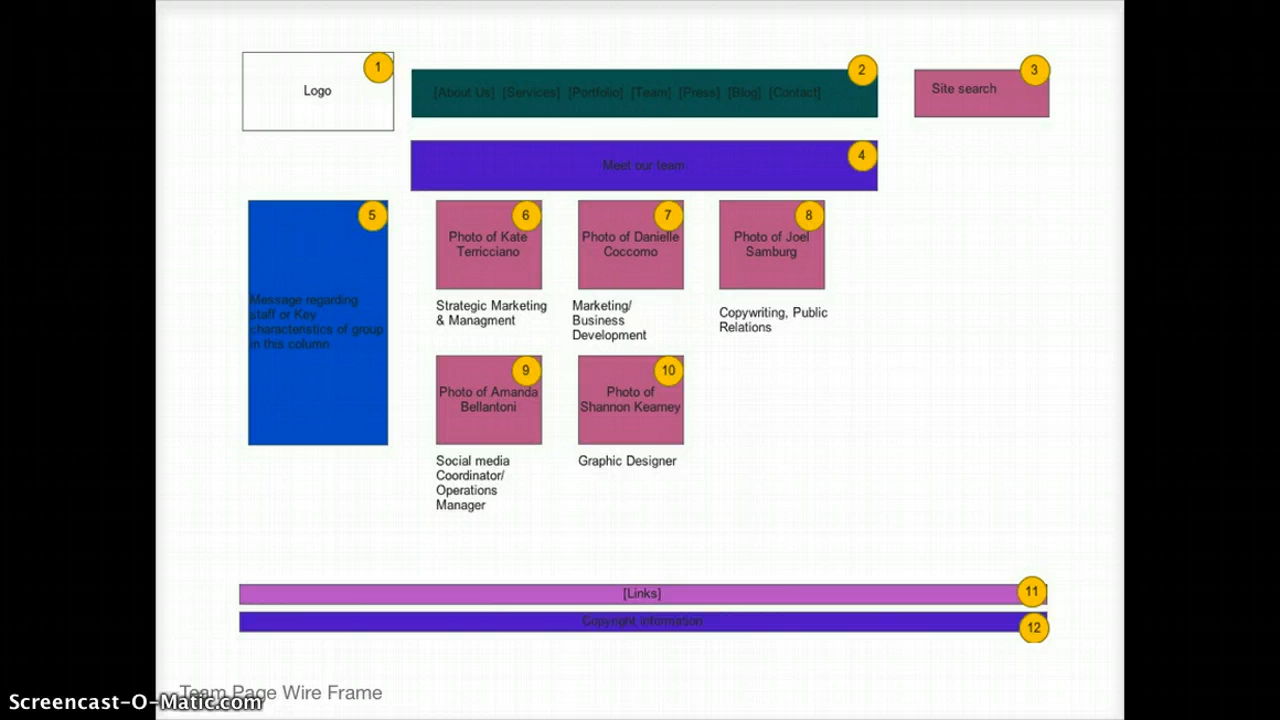 1
Logo
2
[About Us] [Services] [Portfolio] [Team] [Press] [Blog] [Contact]
3
Site search
4
Meet our team
5
Message regarding
staff or Key
characteristics of group
in this column
6
Photo of Kate
Terricciano
Strategic Marketing
& Managment
7
Photo of Danielle
Coccomo
Marketing/
Business
Development
8
Photo of Joel
Samburg
Copywriting, Public
Relations
9
Photo of Amanda
Bellantoni
Social media
Coordinator/
Operations
Manager
10
Photo of
Shannon Kearney
Graphic Designer
11
[Links]
12
Copyright information
Team Page Wire Frame
Screencast-O-Matic.com